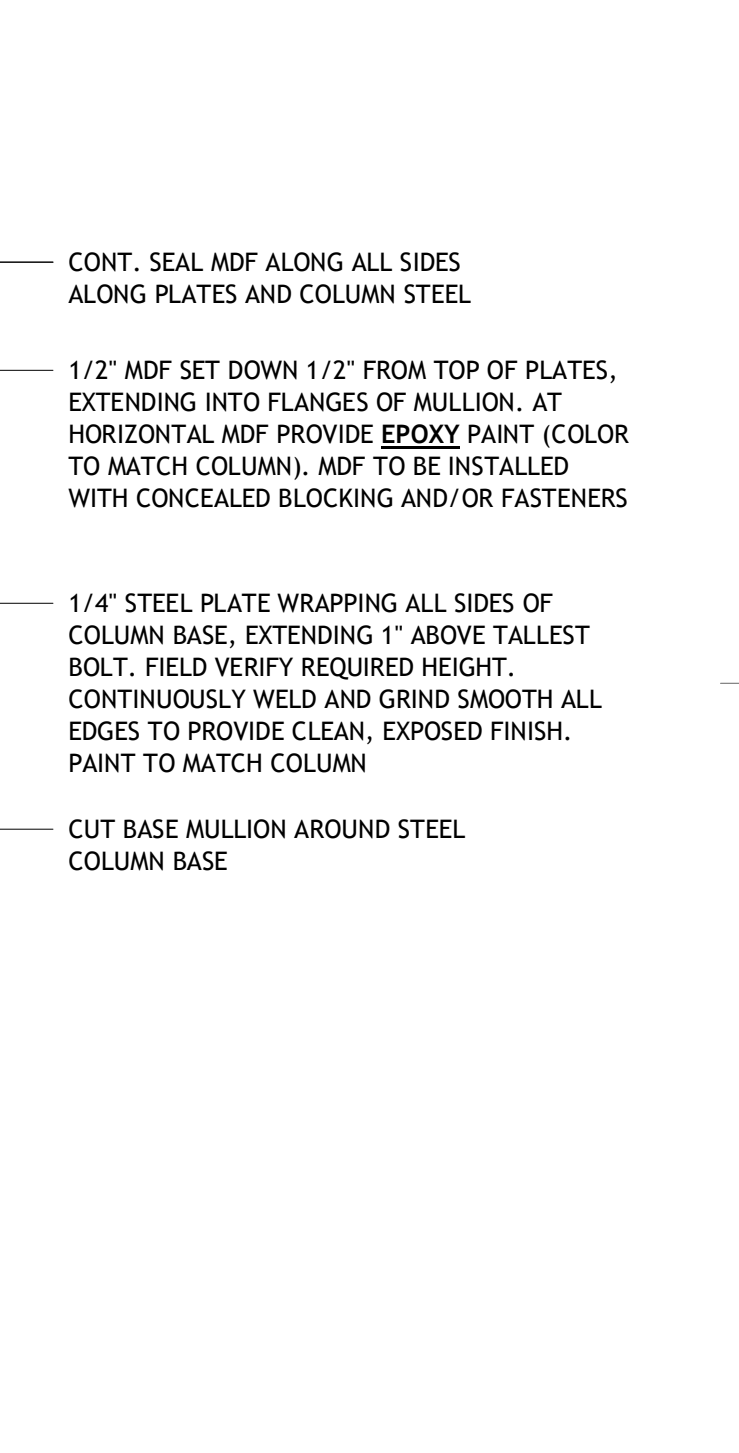 CONT. SEAL MDF ALONG ALL SIDES
ALONG PLATES AND COLUMN STEEL
1/2" MDF SET DOWN 1/2" FROM TOP OF PLATES,
EXTENDING INTO FLANGES OF MULLION. AT
HORIZONTAL MDF PROVIDE EPOXY PAINT (COLOR
TO MATCH COLUMN). MDF TO BE INSTALLED
WITH CONCEALED BLOCKING AND/OR FASTENERS
1/4" STEEL PLATE WRAPPING ALL SIDES OF
COLUMN BASE, EXTENDING 1" ABOVE TALLEST
BOLT. FIELD VERIFY REQUIRED HEIGHT.
CONTINUOUSLY WELD AND GRIND SMOOTH ALL
EDGES TO PROVIDE CLEAN, EXPOSED FINISH.
PAINT TO MATCH COLUMN
CUT BASE MULLION AROUND STEEL
COLUMN BASE